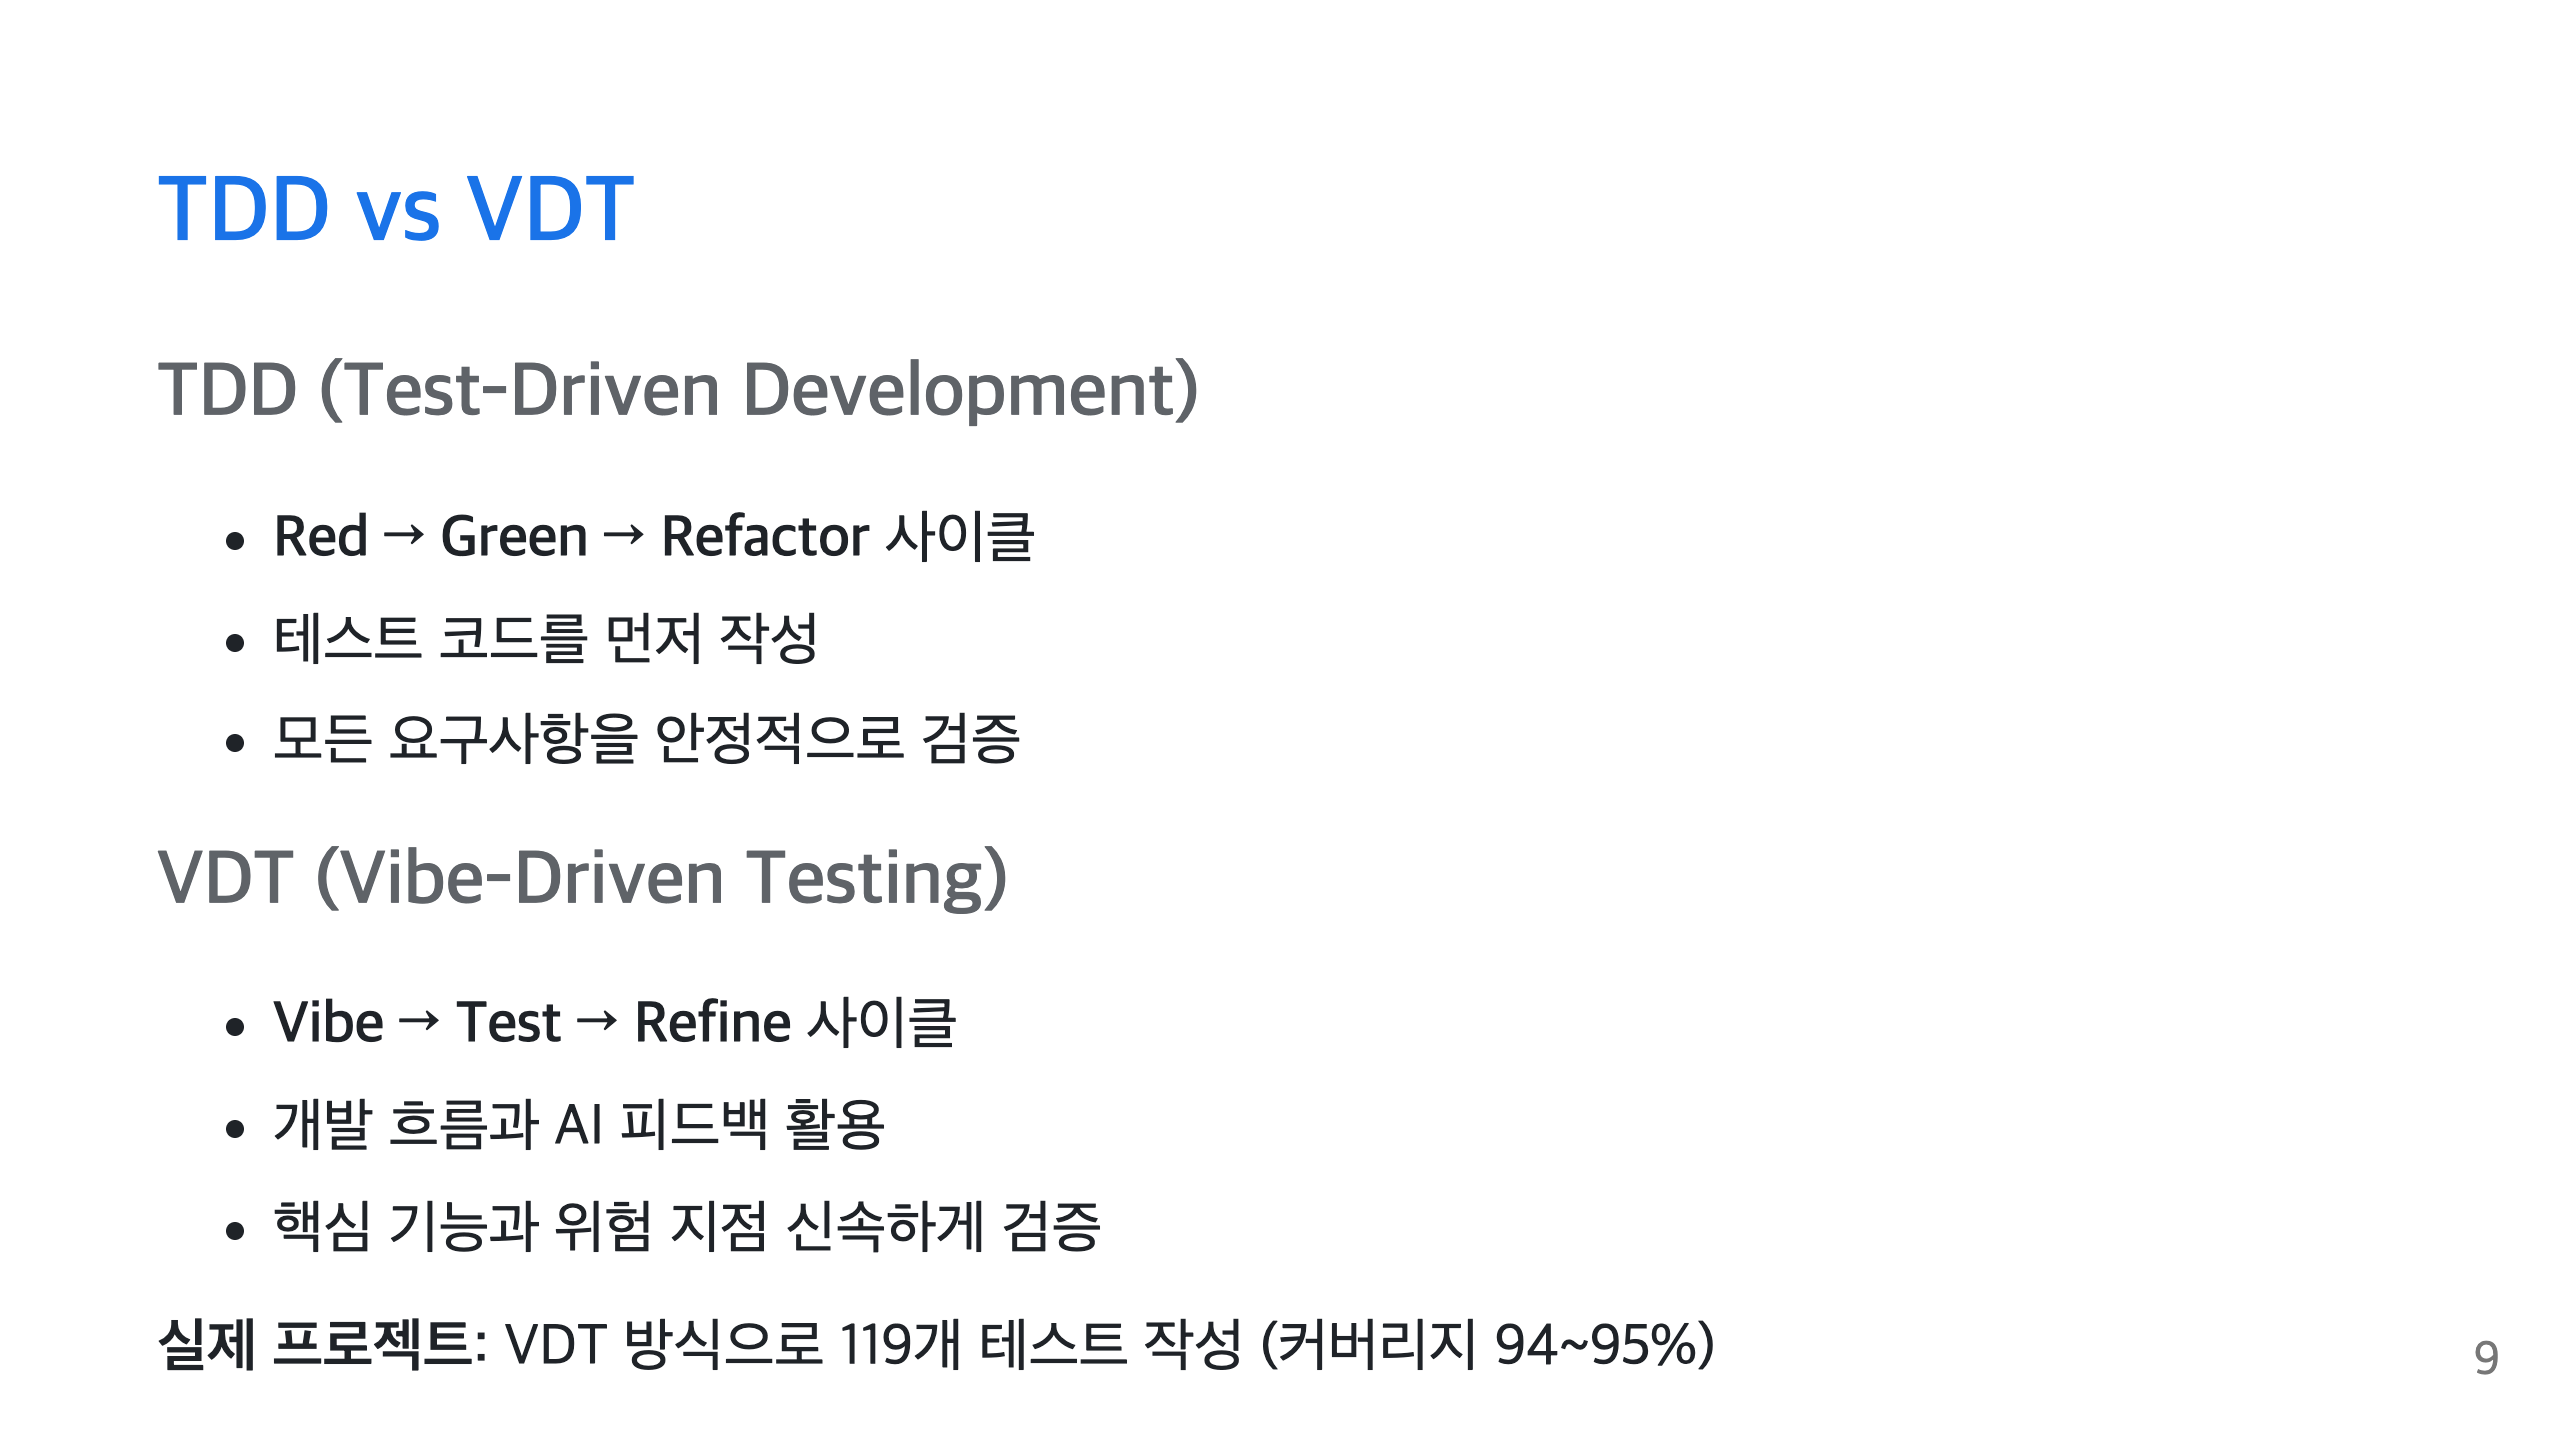 TDD vs VDT
TDD (Test-Driven Development)
• Red → Green → Refactor 사이클
• 테스트 코드를 먼저 작성
• 모든 요구사항을 안정적으로 검증
VDT (Vibe-Driven Testing)
• Vibe → Test → Refine 사이클
• 개발 흐름과 AI 피드백 활용
• 핵심 기능과 위험 지점 신속하게 검증
실제 프로젝트: VDT 방식으로 119개 테스트 작성 (커버리지 94~95%)
9